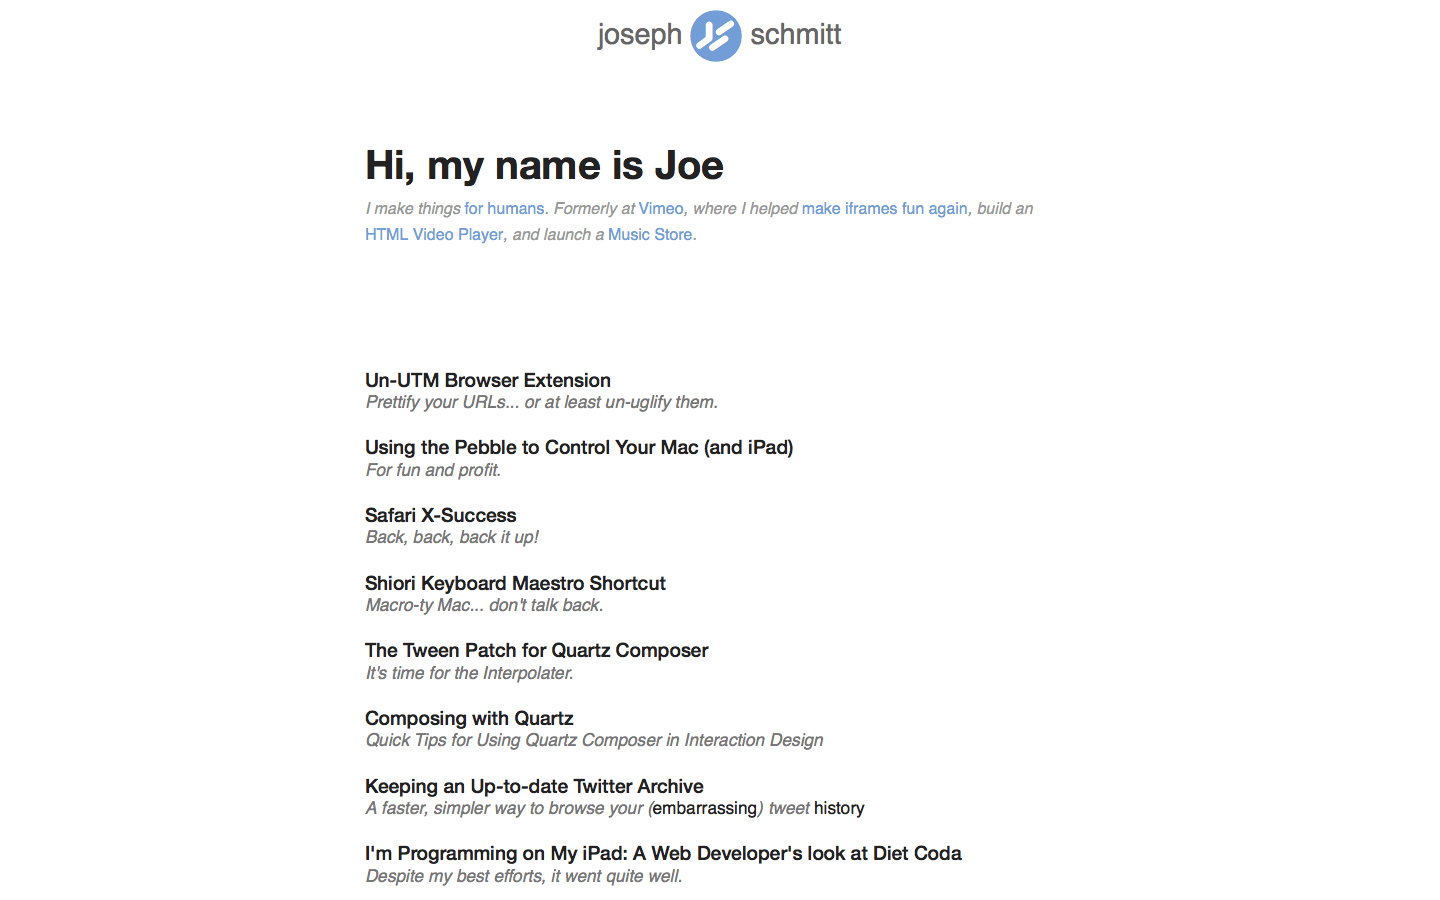 joseph schmitt
Hi, my name is Joe
I make things for humans. Formerly at Vimeo, where I helped make iframes fun again, build an
HTML Video Player, and launch a Music Store.
Un-UTM Browser Extension
Prettify your URLs... or at least un-uglify them.
Using the Pebble to Control Your Mac (and iPad)
For fun and profit.
Safari X-Success
Back, back, back it up!
Shiori Keyboard Maestro Shortcut
Macro-ty Mac... don't talk back.
The Tween Patch for Quartz Composer
It's time for the Interpolater.
Composing with Quartz
Quick Tips for Using Quartz Composer in Interaction Design
Keeping an Up-to-date Twitter Archive
A faster, simpler way to browse your (embarrassing) tweet history
I'm Programming on My iPad: A Web Developer's look at Diet Coda
Despite my best efforts, it went quite well.